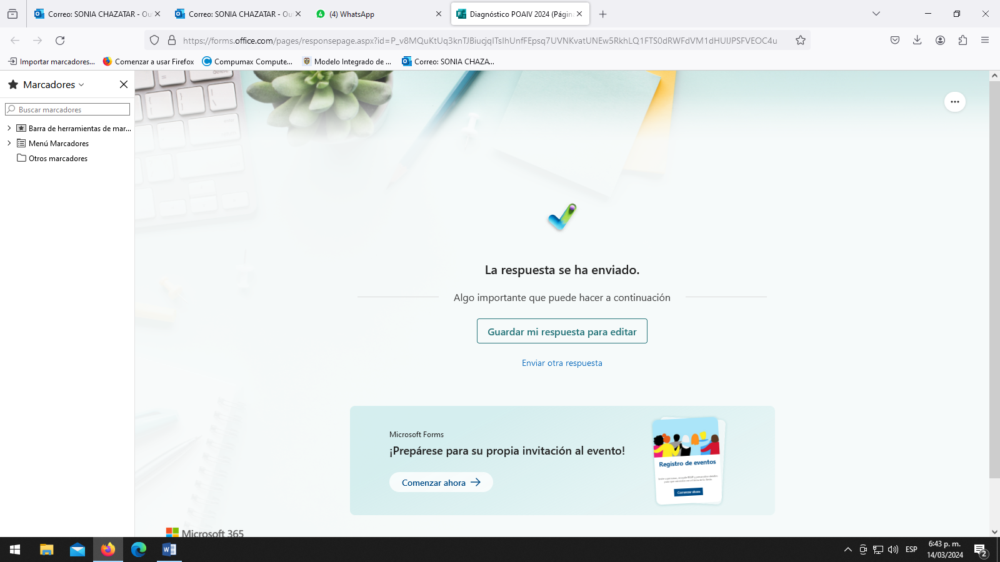 Correo: SONIA CHAZATAR - Ou
Correo: SONIA CHAZATAR - Ou
(4) WhatsApp
Diagnóstico POAIV 2024 (Págin
https://forms.office.com/pages/responsepage.aspx?id=P_v8MQuKtUq3knTJBiucjqITsIhUnfFEpsq7UVNKvatUNEw5RkhLQ1FTS0dRWFdVM1dHUlJPSFVEOC4u
Importar marcadores...
Comenzar a usar Firefox
Compumax Compute...
Modelo Integrado de ...
Correo: SONIA CHAZA...
Marcadores
Buscar marcadores
Barra de herramientas de mar...
Menú Marcadores
Otros marcadores
La respuesta se ha enviado.
Algo importante que puede hacer a continuación
Guardar mi respuesta para editar
Enviar otra respuesta
Microsoft Forms
¡Prepárese para su propia invitación al evento!
Comenzar ahora
Registro de eventos
Comenzar ahora
Microsoft 365
ESP
6:43 p. m.
14/03/2024
2